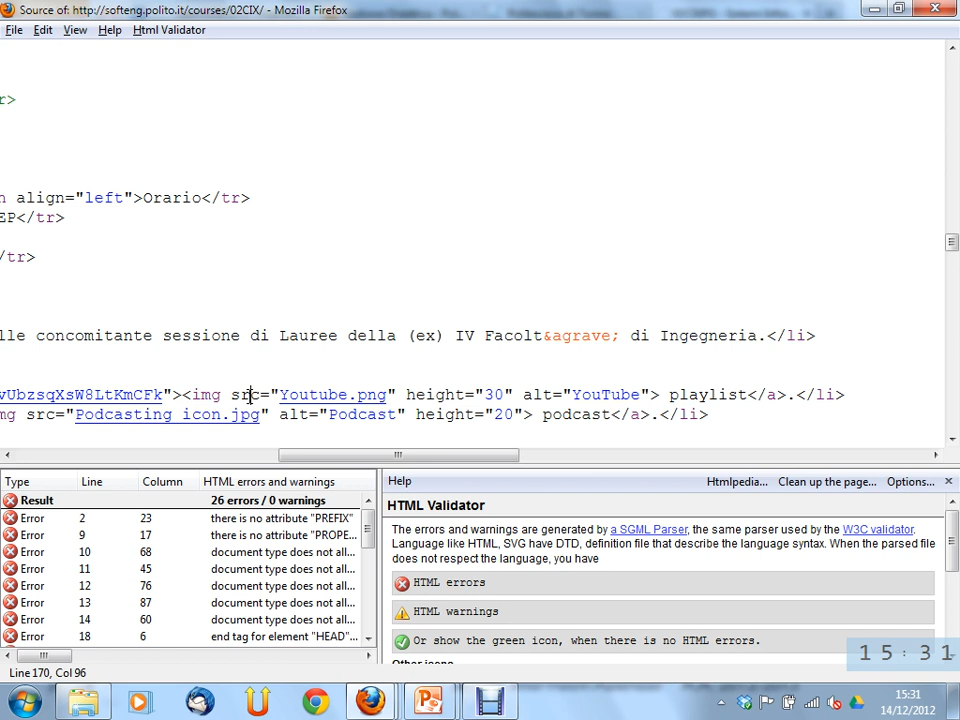 Source of: http://softeng.polito.it/courses/02CIX/ - Mozilla Firefox
File Edit View Help Html Validator
r>
n align="left">Orario</tr>
EP</tr>
/tr>
lle concomitante sessione di Lauree della (ex) IV Facolt&agrave; di Ingegneria.</li>
vUbzsqXsW8LtKmCFk"><img src="Youtube.png" height="30" alt="YouTube"> playlist</a>.</li>
mg src="Podcasting icon.jpg" alt="Podcast" height="20"> podcast</a>.</li>
Type Line Column HTML errors and warnings
Result 26 errors / 0 warnings
Error 2 23 there is no attribute "PREFIX"
Error 9 17 there is no attribute "PROPE...
Error 10 68 document type does not all...
Error 11 45 document type does not all...
Error 12 76 document type does not all...
Error 13 87 document type does not all...
Error 14 60 document type does not all...
Error 18 6 end tag for element "HEAD"...
Help Htmlpedia... Clean up the page... Options...
HTML Validator
The errors and warnings are generated by a SGML Parser, the same parser used by the W3C validator.
Language like HTML, SVG have DTD, definition file that describe the language syntax. When the parsed
file does not respect the language, you have
HTML errors
HTML warnings
Or show the green icon, when there is no HTML errors.
Other icons
15:31
Line 170, Col 96
15:31
14/12/2012